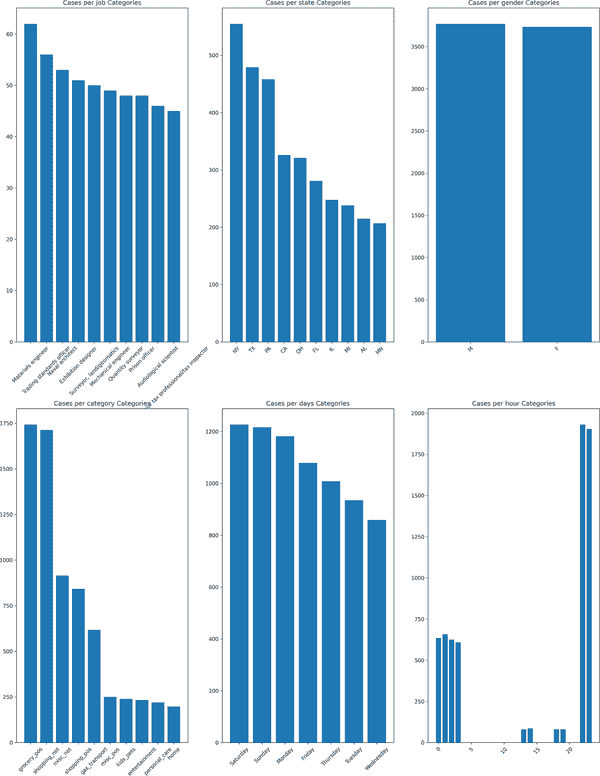 Cases per job Categories
60
50
40
30
20
10
0
Materials engineer
Trading standards officer
Naval architect
Exhibition designer
Surveyor, land/geomatics
Mechanical engineer
Quantity surveyor
Prison officer
Audiological scientist
tax professional/tax inspector
Cases per state Categories
500
400
300
200
100
0
NY
TX
PA
CA
OH
FL
IL
MI
AL
MN
Cases per gender Categories
3500
3000
2500
2000
1500
1000
500
0
M
F
Cases per category Categories
1750
1500
1250
1000
750
500
250
0
grocery_pos
shopping_net
misc_net
shopping_pos
gas_transport
misc_pos
kids_pets
entertainment
personal_care
home
Cases per days Categories
1200
1000
800
600
400
200
0
Saturday
Sunday
Monday
Friday
Thursday
Tuesday
Wednesday
Cases per hour Categories
2000
1750
1500
1250
1000
750
500
250
0
0
5
10
15
20